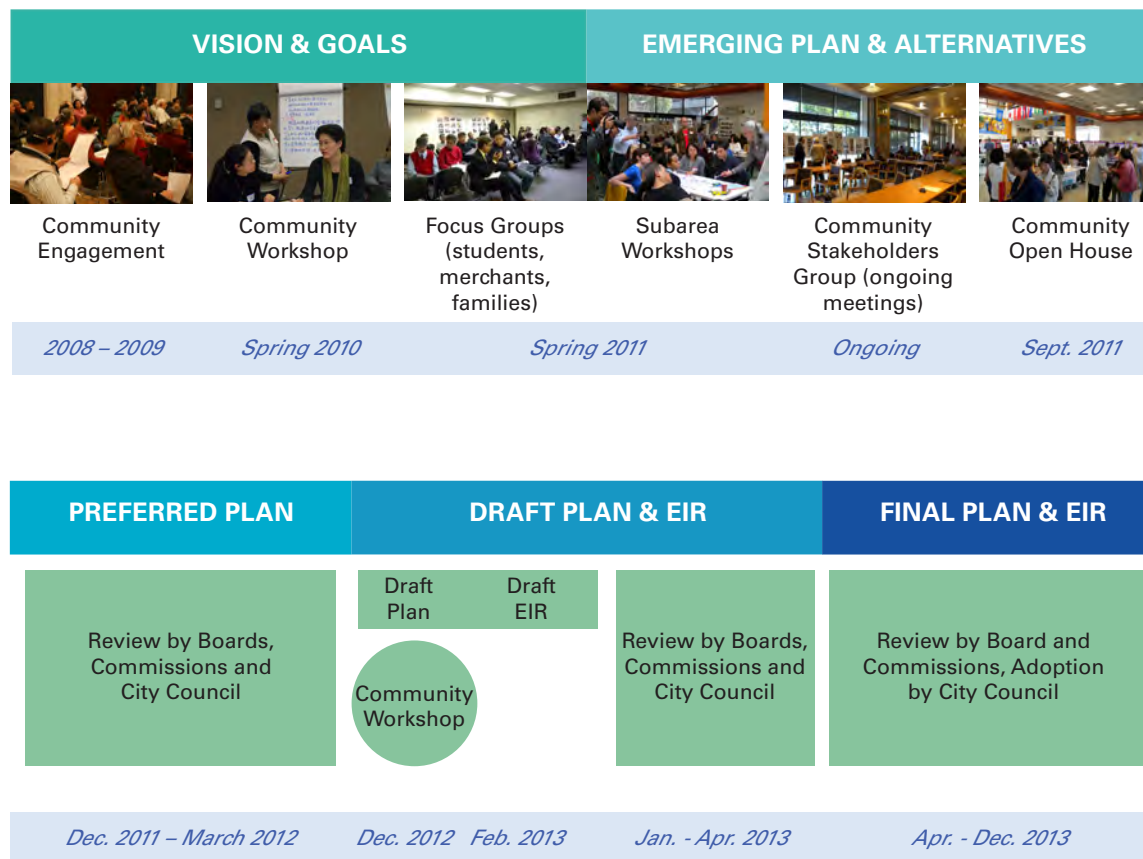 VISION & GOALS
EMERGING PLAN & ALTERNATIVES
Community
Engagement
Community
Workshop
Focus Groups
(students,
merchants,
families)
Subarea
Workshops
Community
Stakeholders
Group (ongoing
meetings)
Community
Open House
2008 – 2009
Spring 2010
Spring 2011
Ongoing
Sept. 2011
PREFERRED PLAN
DRAFT PLAN & EIR
FINAL PLAN & EIR
Review by Boards,
Commissions and
City Council
Draft
Plan
Draft
EIR
Community
Workshop
Review by Boards,
Commissions and
City Council
Review by Board and
Commissions, Adoption
by City Council
Dec. 2011 – March 2012
Dec. 2012
Feb. 2013
Jan. - Apr. 2013
Apr. - Dec. 2013